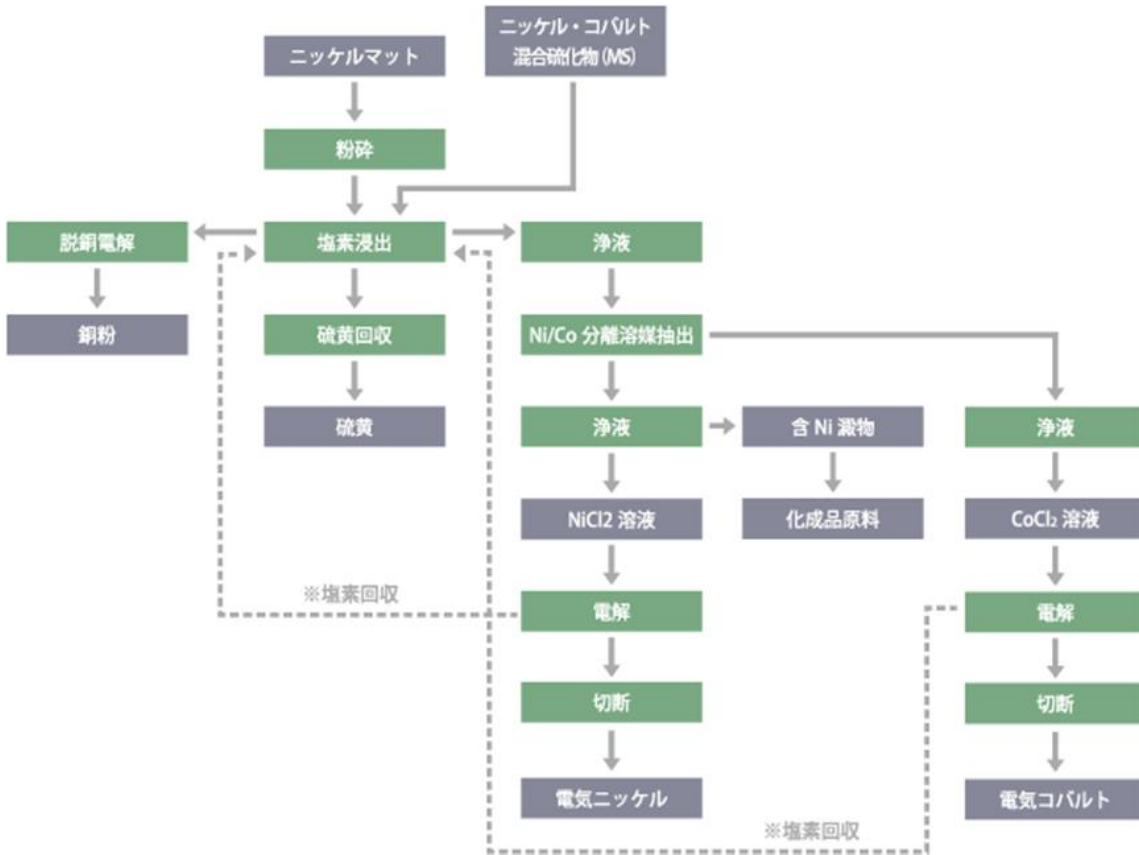 ニッケルマット
ニッケル・コバルト
混合硫化物(MS)
粉砕
脱銅電解
塩素浸出
浄液
銅粉
硫黄回収
Ni/Co 分離溶媒抽出
硫黄
浄液
含 Ni 澱物
浄液
NiCl2 溶液
化成品原料
CoCl₂ 溶液
※塩素回収
電解
電解
切断
切断
電気ニッケル
電気コバルト
※塩素回収